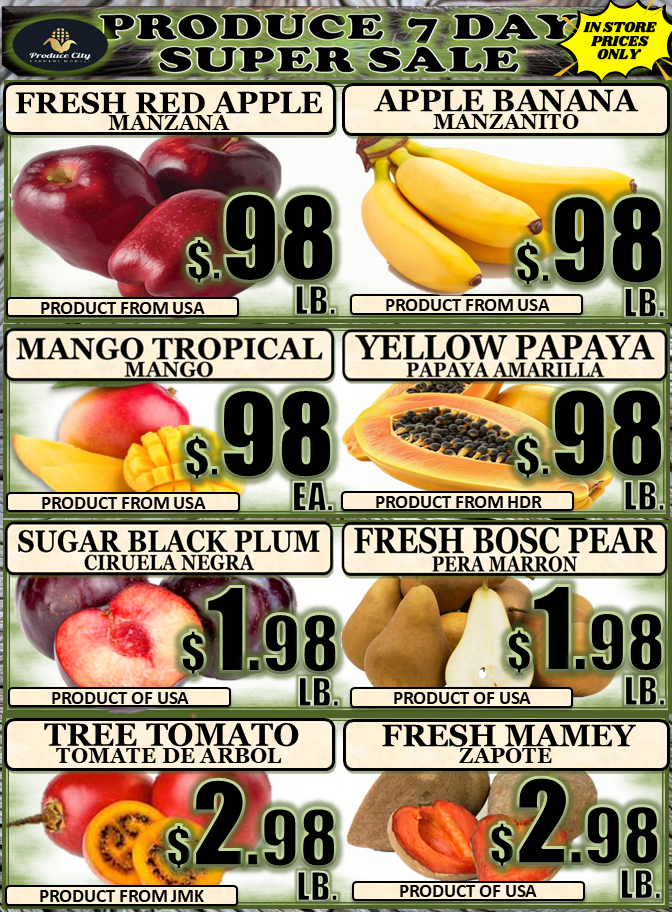 PRODUCE 7 DAY
SUPER SALE
Produce City
FARMERS MARKET
IN STORE
PRICES
ONLY
FRESH RED APPLE
MANZANA
$.98
LB.
PRODUCT FROM USA
APPLE BANANA
MANZANITO
$.98
LB.
PRODUCT FROM USA
MANGO TROPICAL
MANGO
$.98
EA.
PRODUCT FROM USA
YELLOW PAPAYA
PAPAYA AMARILLA
$.98
LB.
PRODUCT FROM HDR
SUGAR BLACK PLUM
CIRUELA NEGRA
$1.98
LB.
PRODUCT OF USA
FRESH BOSC PEAR
PERA MARRON
$1.98
LB.
PRODUCT OF USA
TREE TOMATO
TOMATE DE ARBOL
$2.98
LB.
PRODUCT FROM JMK
FRESH MAMEY
ZAPOTE
$2.98
LB.
PRODUCT OF USA